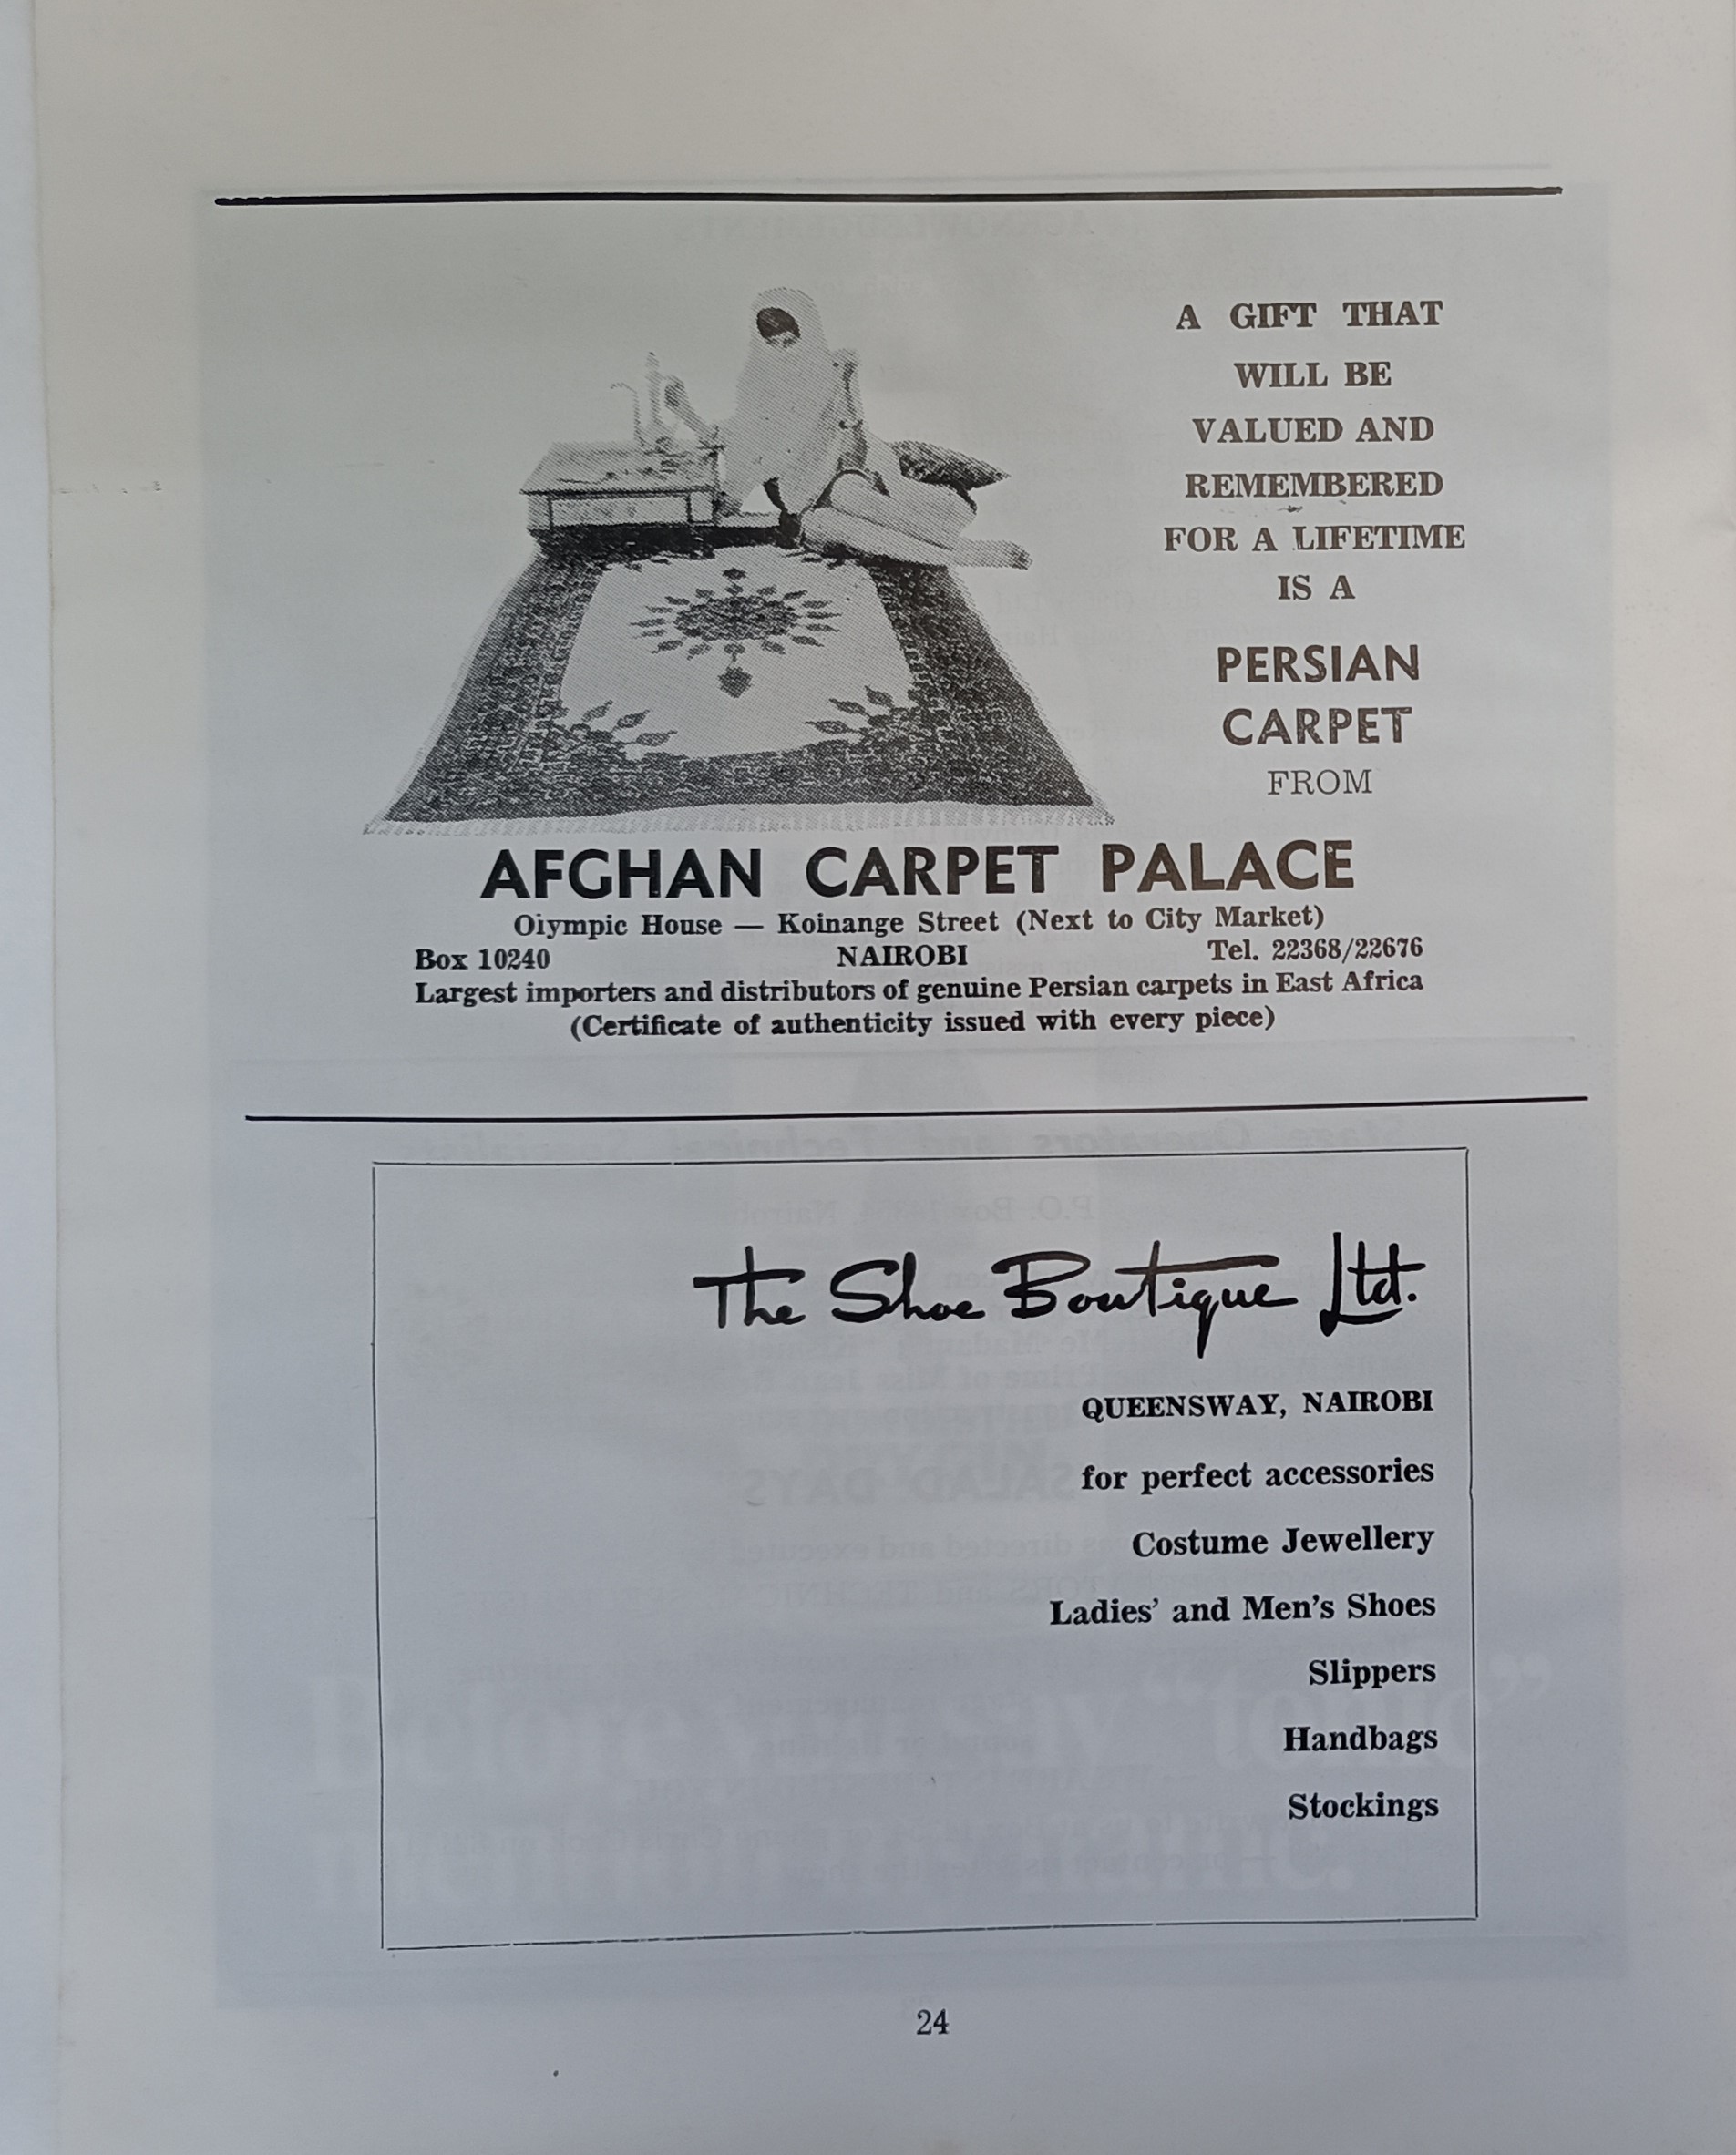 A GIFT THAT
WILL BE
VALUED AND
REMEMBERED
FOR A LIFETIME
IS A
PERSIAN
CARPET
FROM
AFGHAN CARPET PALACE
Olympic House — Koinange Street (Next to City Market)
Box 10240 NAIROBI Tel. 22368/22676
Largest importers and distributors of genuine Persian carpets in East Africa
(Certificate of authenticity issued with every piece)
The Shoe Boutique Ltd.
QUEENSWAY, NAIROBI
for perfect accessories
Costume Jewellery
Ladies' and Men's Shoes
Slippers
Handbags
Stockings
24